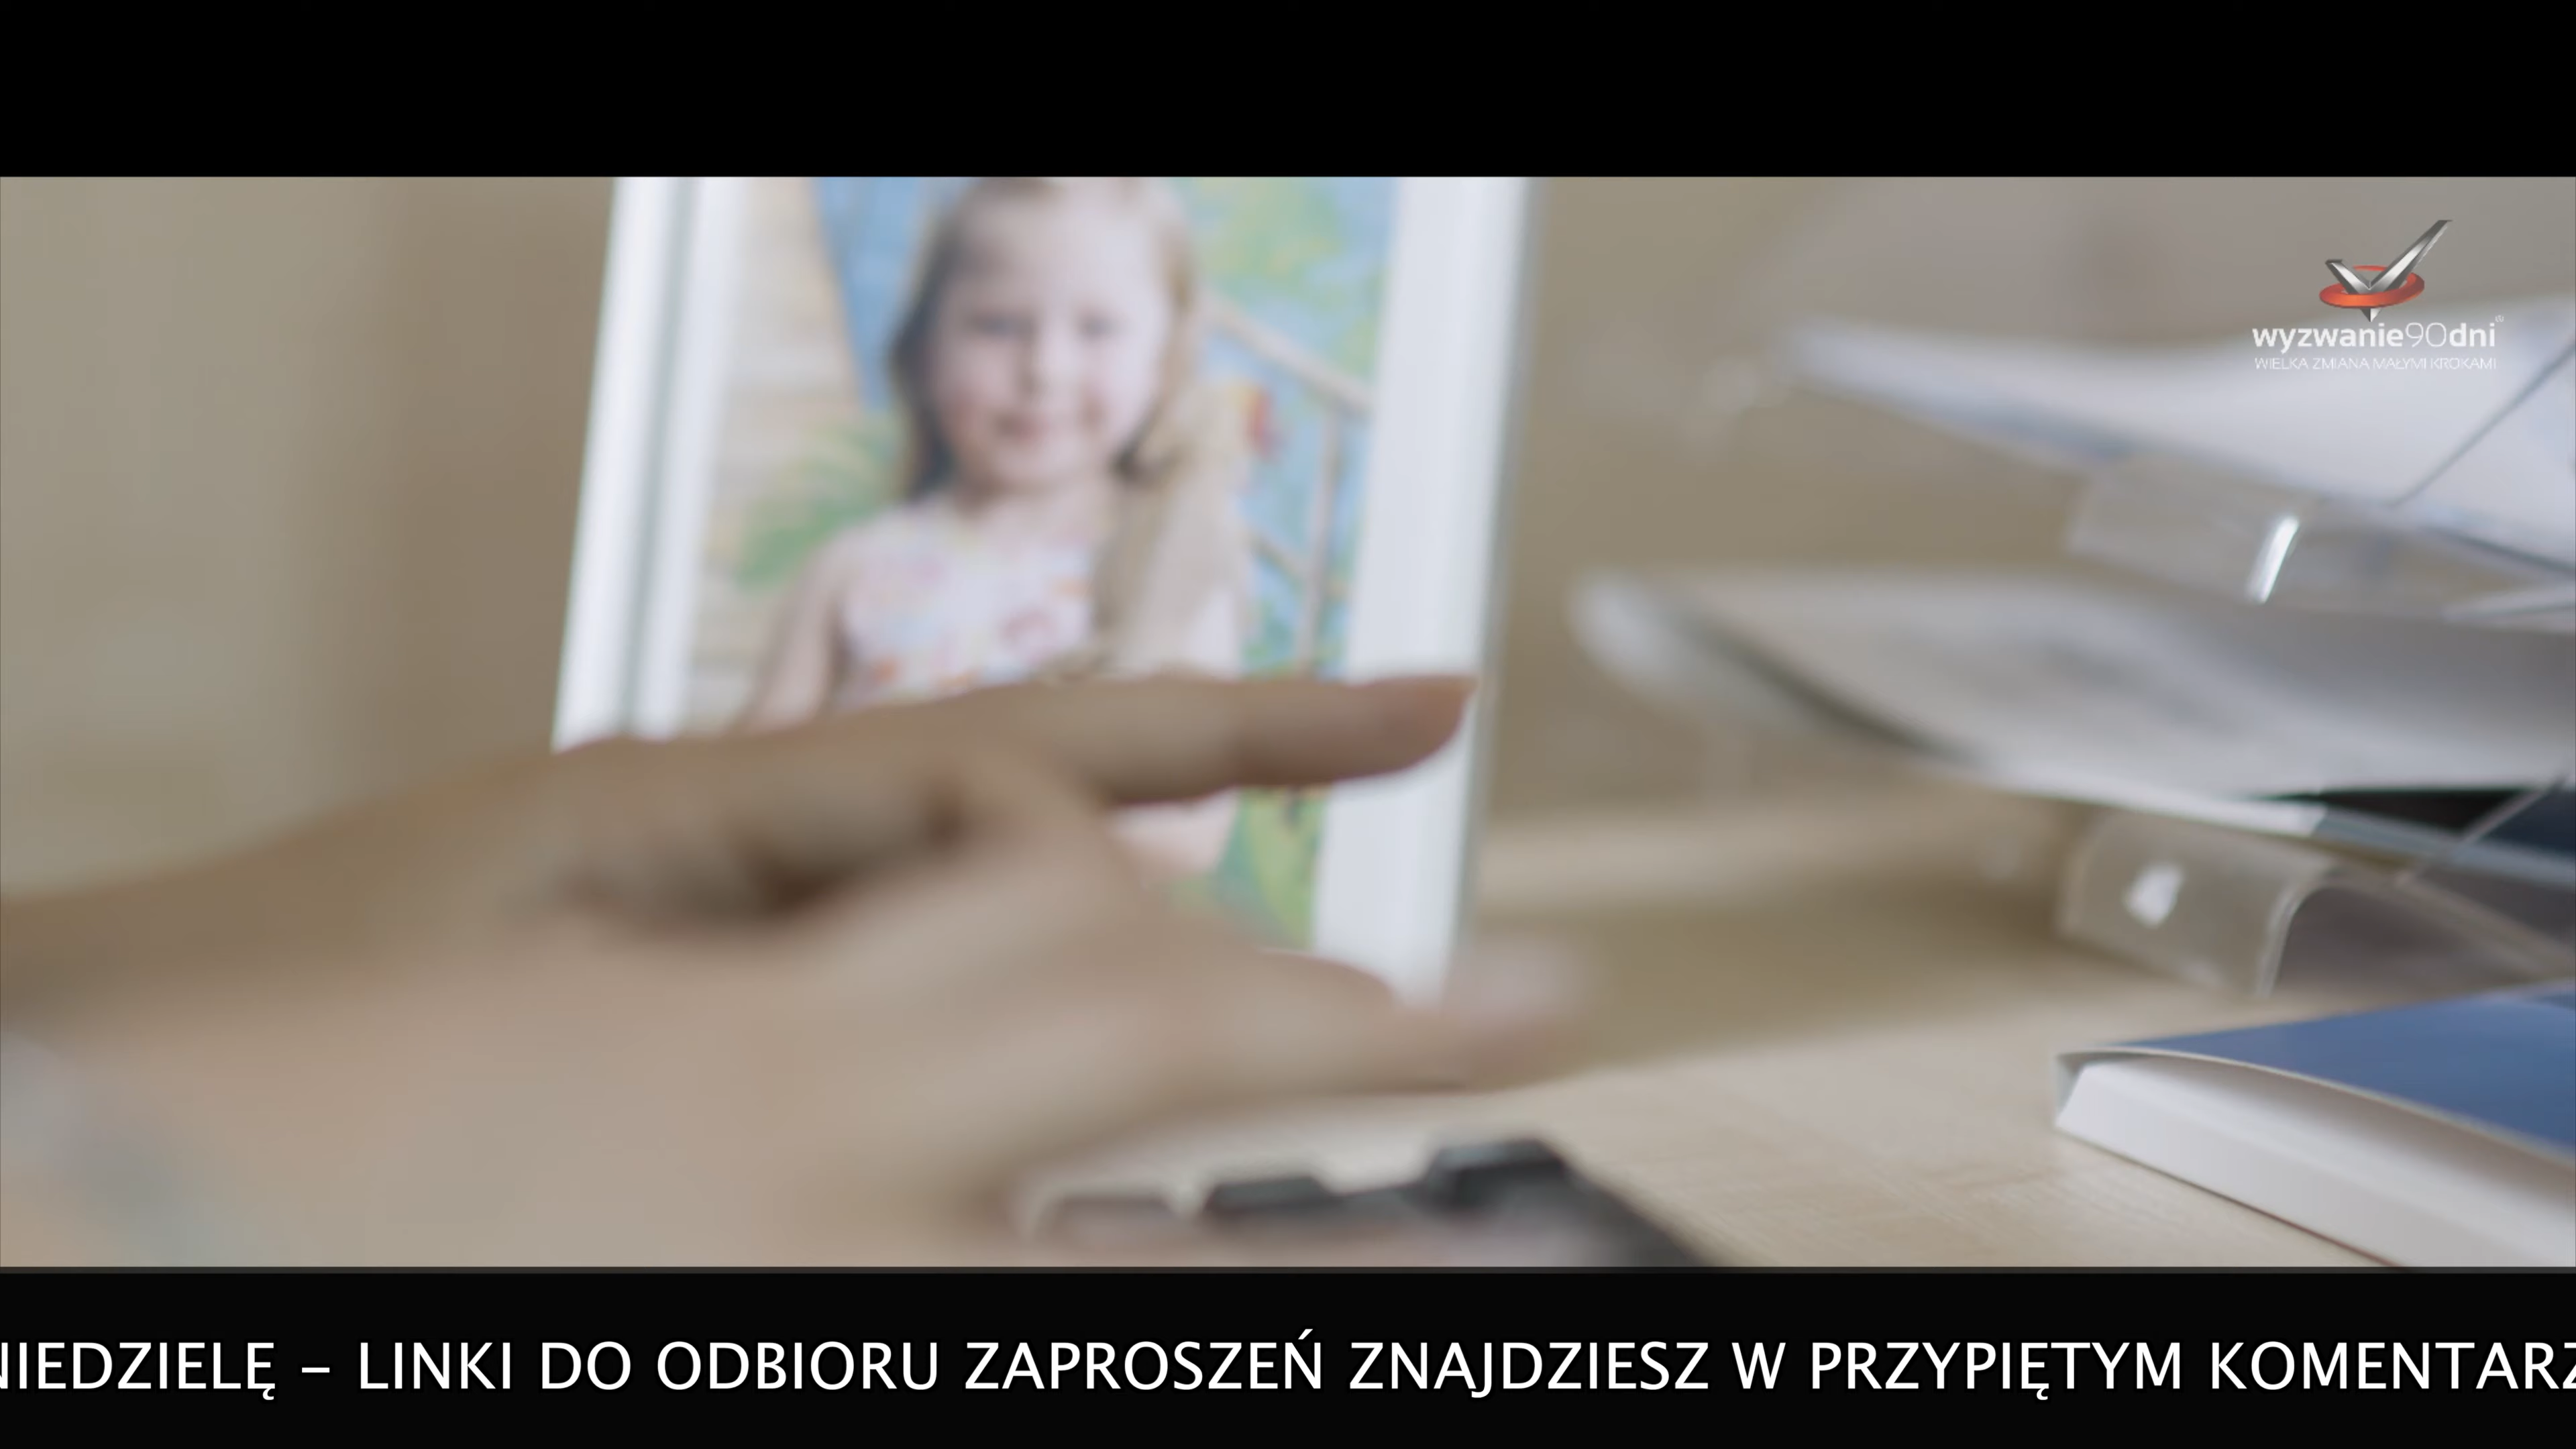 wyzwanie90dni
WIELKA ZMIANA MAŁYMI KROKAMI
NIEDZIELĘ – LINKI DO ODBIORU ZAPROSZEŃ ZNAJDZIESZ W PRZYPIĘTYM KOMENTARZ